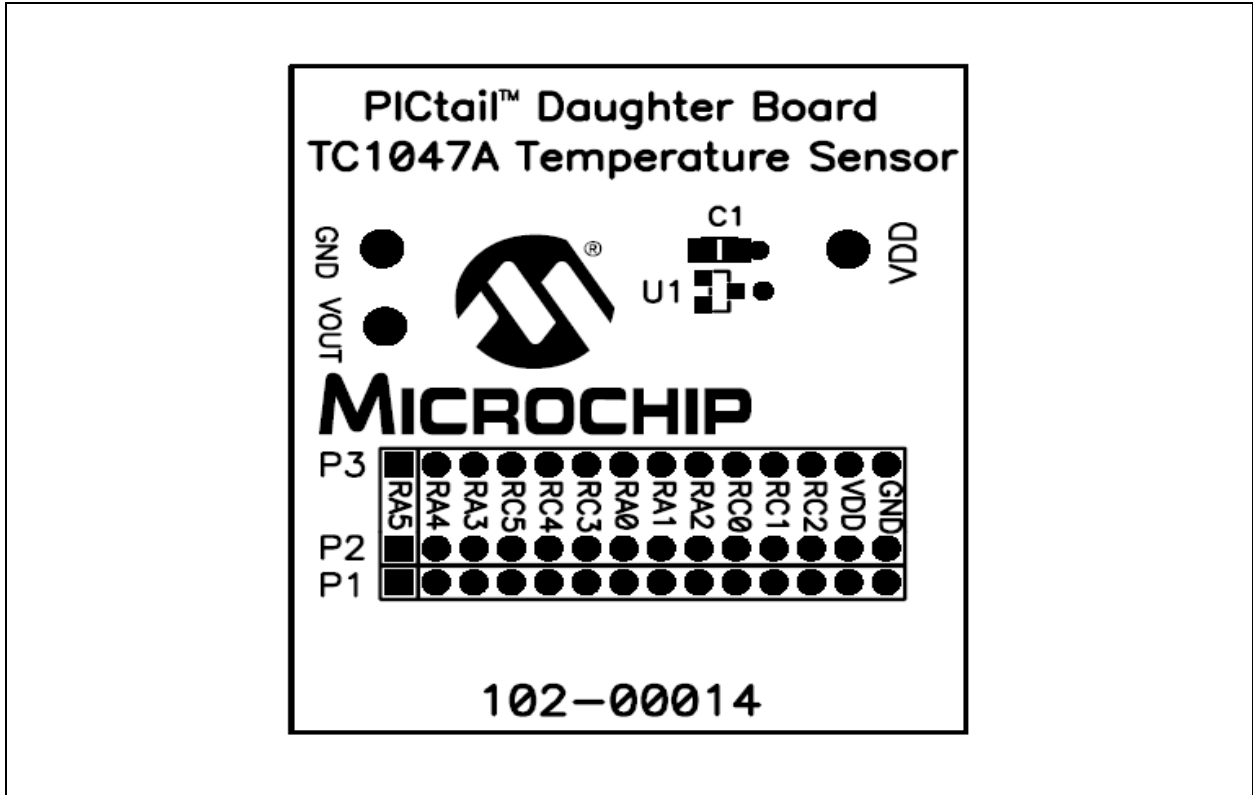 PICtail™ Daughter Board
TC1047A Temperature Sensor
GND
VOUT
®
C1
U1
VDD
MICROCHIP
P3
RA5 RA4 RA3 RC5 RC4 RC3 RA0 RA1 RA2 RC0 RC1 RC2 VDD GND
P2
P1
102-00014